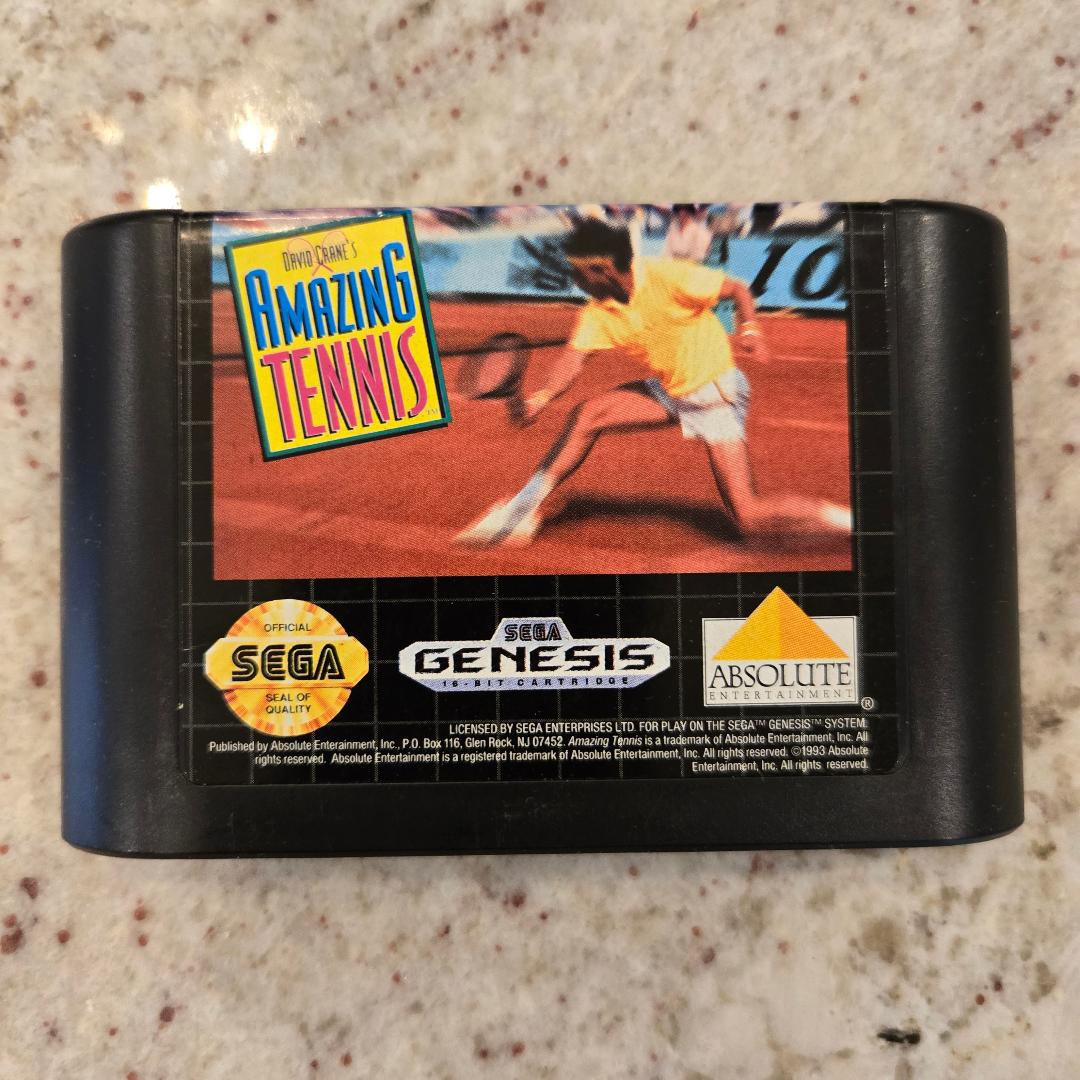 DAVID CRANE'S
AMAZING
TENNIS™
10
OFFICIAL
SEGA
SEAL OF
QUALITY
SEGA
GENESIS
16-BIT CARTRIDGE
ABSOLUTE
ENTERTAINMENT
®
LICENSED BY SEGA ENTERPRISES LTD. FOR PLAY ON THE SEGA™ GENESIS™ SYSTEM.
Published by Absolute Enterainment, Inc., P.O. Box 116, Glen Rock, NJ 07452. Amazing Tennis is a trademark of Absolute Entertainment, Inc. All
rights reserved. Absolute Entertainment is a registered trademark of Absolute Entertainment, Inc. All rights reserved. ©1993 Absolute
Entertainment, Inc. All rights reserved.